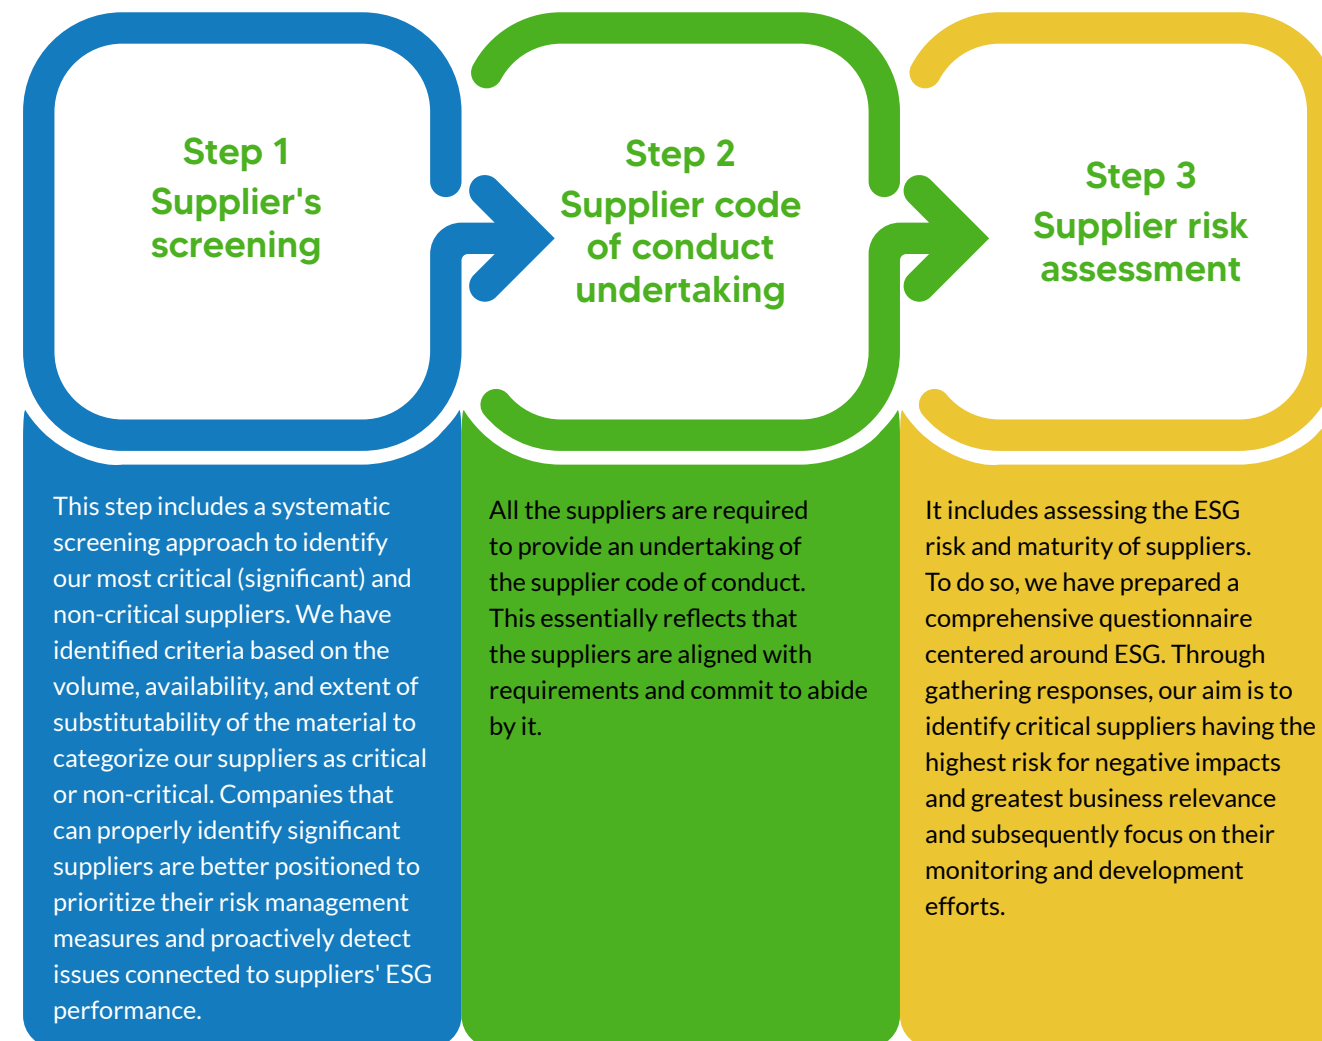 Step 1
Supplier's
screening
Step 2
Supplier code
of conduct
undertaking
Step 3
Supplier risk
assessment
This step includes a systematic
screening approach to identify
our most critical (significant) and
non-critical suppliers. We have
identified criteria based on the
volume, availability, and extent of
substitutability of the material to
categorize our suppliers as critical
or non-critical. Companies that
can properly identify significant
suppliers are better positioned to
prioritize their risk management
measures and proactively detect
issues connected to suppliers' ESG
performance.
All the suppliers are required
to provide an undertaking of
the supplier code of conduct.
This essentially reflects that
the suppliers are aligned with
requirements and commit to abide
by it.
It includes assessing the ESG
risk and maturity of suppliers.
To do so, we have prepared a
comprehensive questionnaire
centered around ESG. Through
gathering responses, our aim is to
identify critical suppliers having the
highest risk for negative impacts
and greatest business relevance
and subsequently focus on their
monitoring and development
efforts.